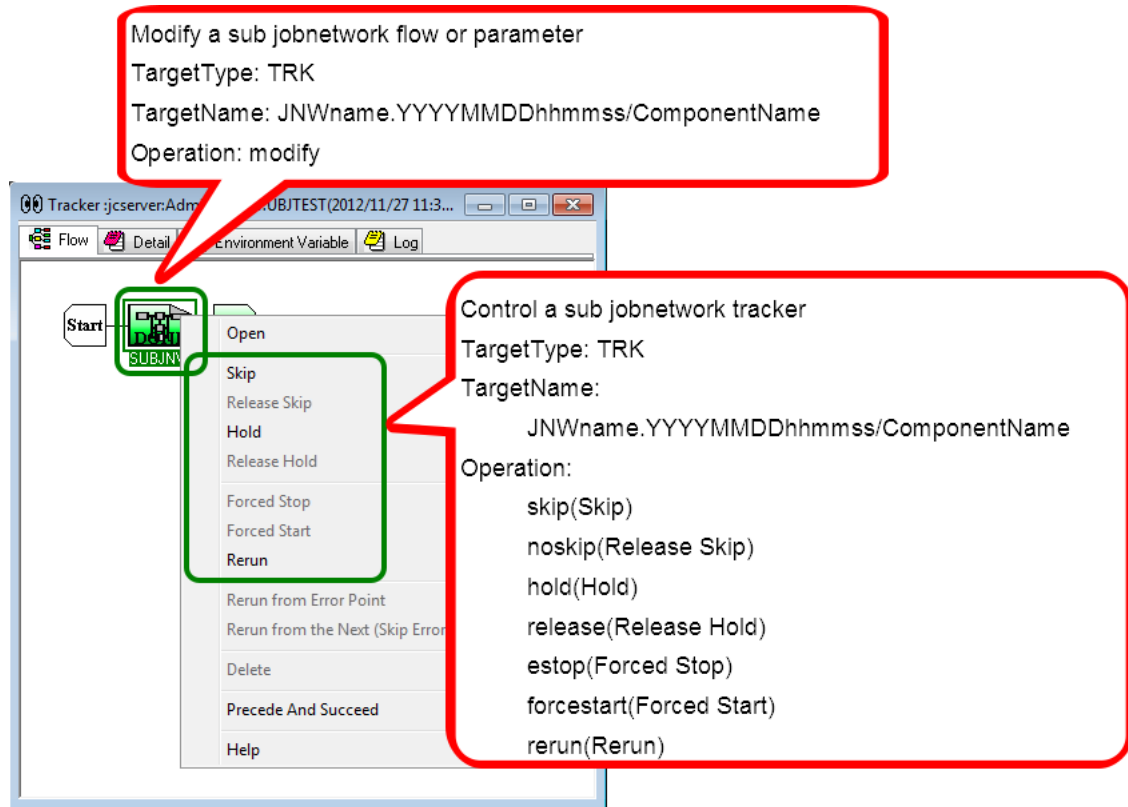 Modify a sub jobnetwork flow or parameter
TargetType: TRK
TargetName: JNWname.YYYYMMDDhhmmss/ComponentName
Operation: modify
Tracker :jcserver:Adm UBJTEST(2012/11/27 11:3...
Flow Detail Environment Variable Log
Start
SUBJNW
Open
Skip
Release Skip
Hold
Release Hold
Forced Stop
Forced Start
Rerun
Rerun from Error Point
Rerun from the Next (Skip Error
Delete
Precede And Succeed
Help
Control a sub jobnetwork tracker
TargetType: TRK
TargetName:
JNWname.YYYYMMDDhhmmss/ComponentName
Operation:
skip(Skip)
noskip(Release Skip)
hold(Hold)
release(Release Hold)
estop(Forced Stop)
forcestart(Forced Start)
rerun(Rerun)